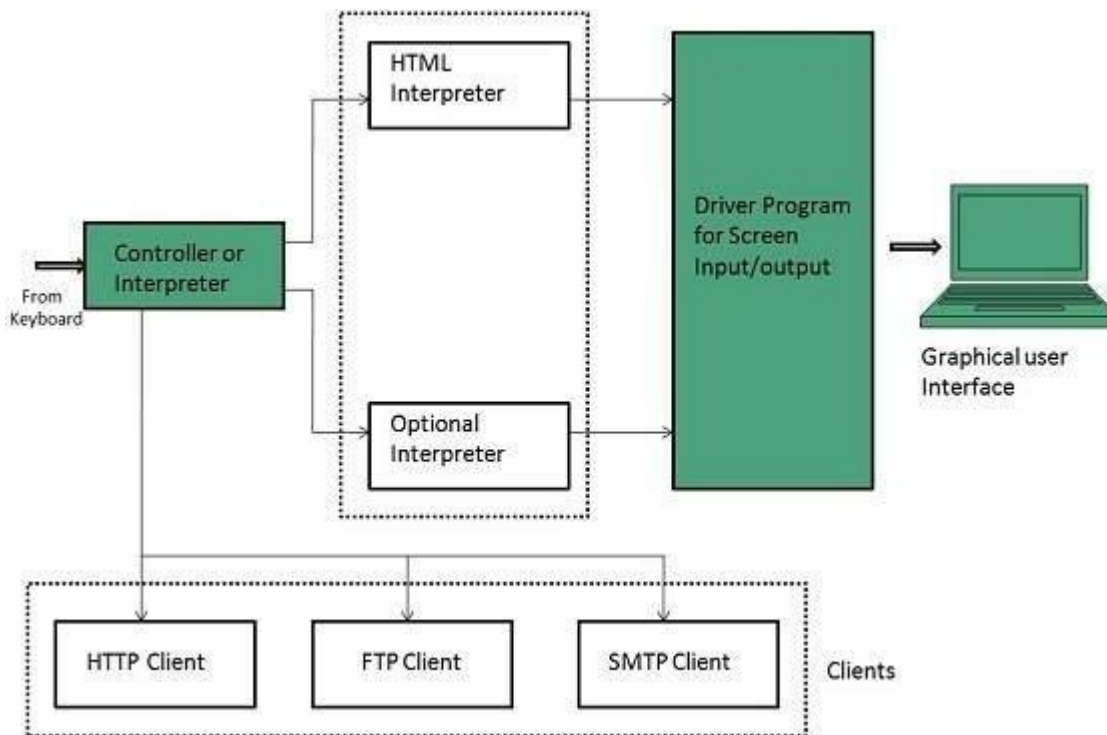 HTML
Interpreter
Driver Program
for Screen
Input/output
Controller or
Interpreter
From
Keyboard
Graphical user
Interface
Optional
Interpreter
HTTP Client
FTP Client
SMTP Client
Clients